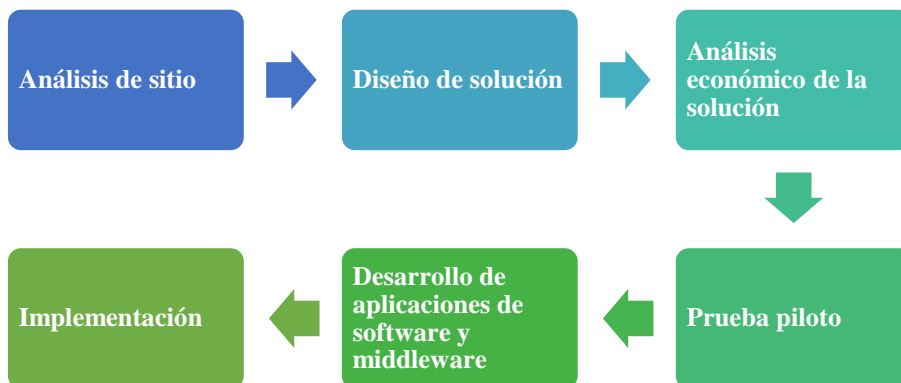 Análisis de sitio
Diseño de solución
Análisis
económico de la
solución
Prueba piloto
Desarrollo de
aplicaciones de
software y
middleware
Implementación